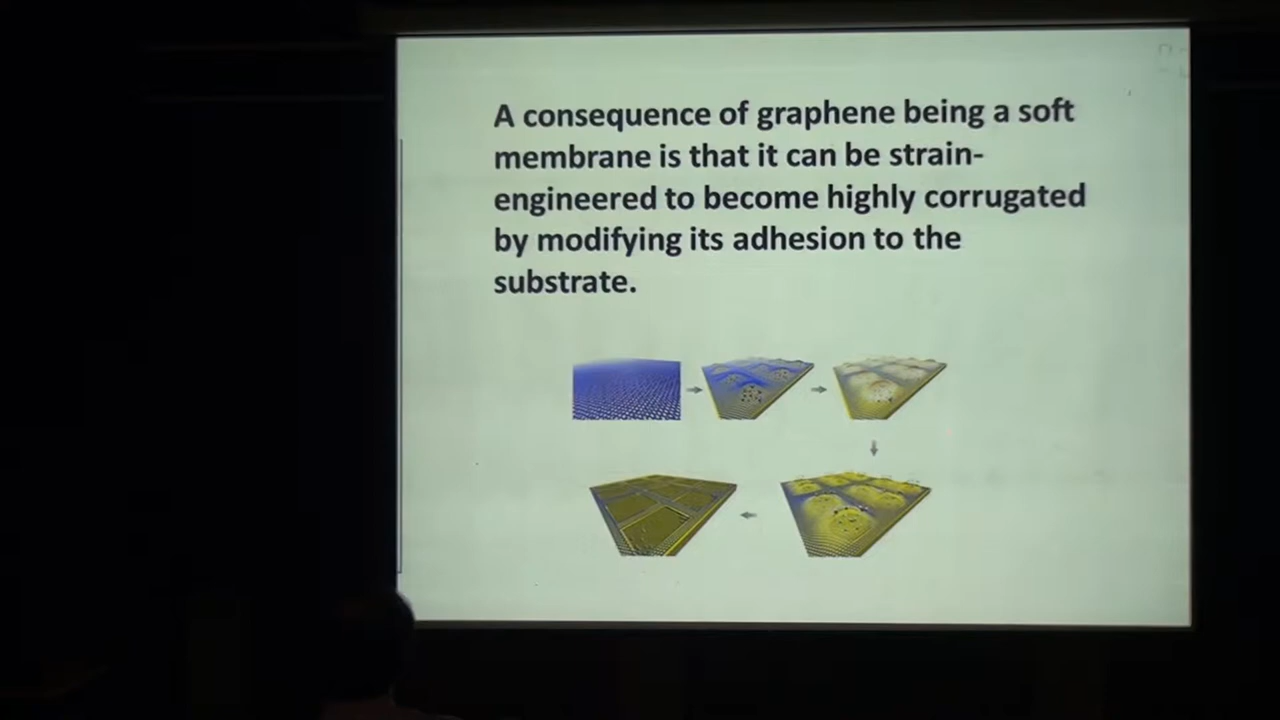 A consequence of graphene being a soft
membrane is that it can be strain-
engineered to become highly corrugated
by modifying its adhesion to the
substrate.